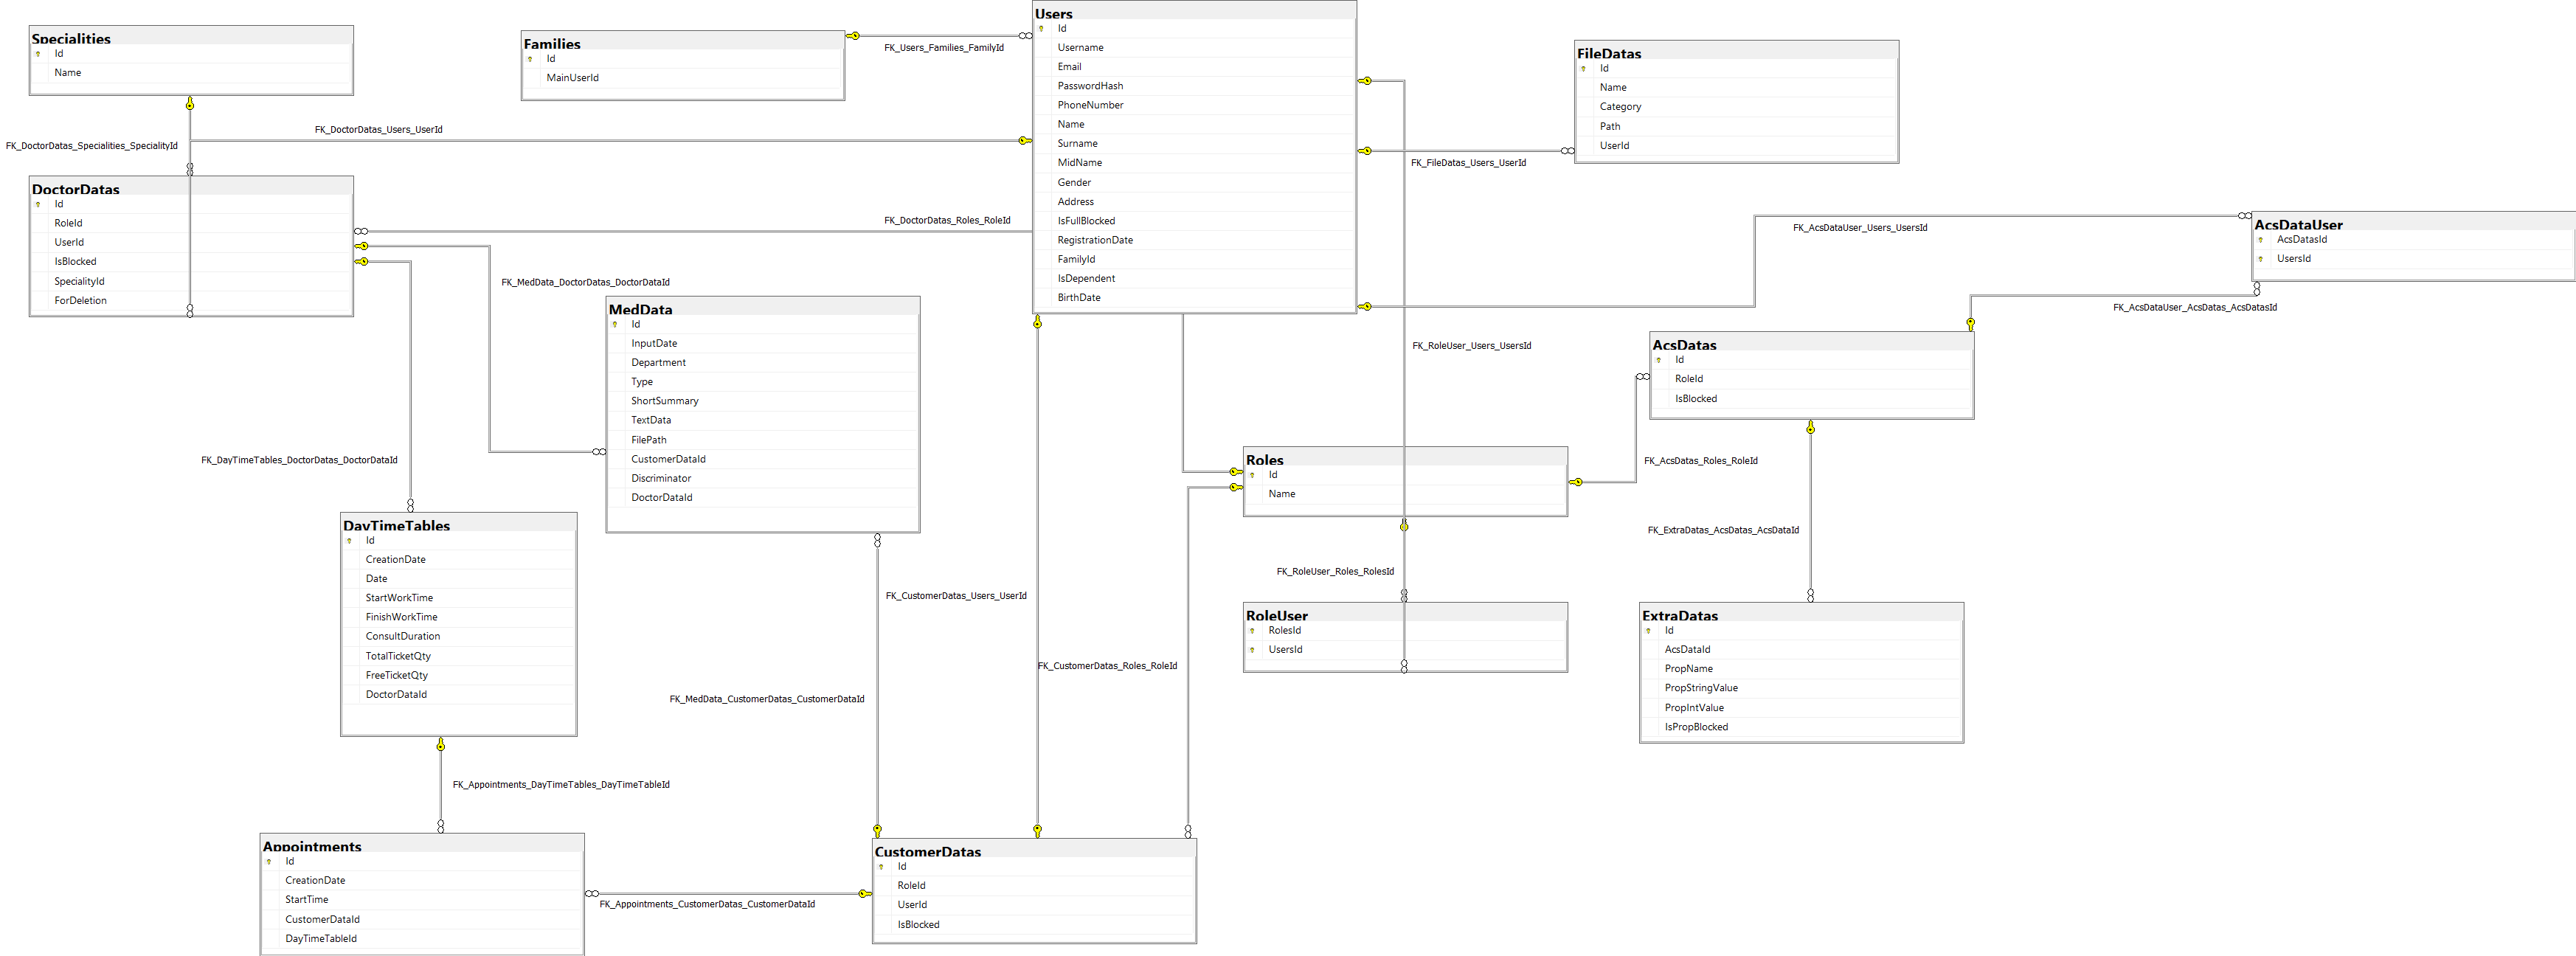 Specialities
Id
Name
Families
Id
MainUserId
FK_Users_Families_FamilyId
Users
Id
Username
Email
PasswordHash
PhoneNumber
Name
Surname
MidName
Gender
Address
IsFullBlocked
RegistrationDate
FamilyId
IsDependent
BirthDate
FileDatas
Id
Name
Category
Path
UserId
FK_DoctorDatas_Users_UserId
FK_DoctorDatas_Specialities_SpecialityId
FK_FileDatas_Users_UserId
DoctorDatas
Id
RoleId
UserId
IsBlocked
SpecialityId
ForDeletion
FK_DoctorDatas_Roles_RoleId
FK_AcsDataUser_Users_UsersId
AcsDataUser
AcsDatasId
UsersId
FK_MedData_DoctorDatas_DoctorDataId
FK_AcsDataUser_AcsDatas_AcsDatasId
MedData
Id
InputDate
Department
Type
ShortSummary
TextData
FilePath
CustomerDataId
Discriminator
DoctorDataId
FK_RoleUser_Users_UsersId
AcsDatas
Id
RoleId
IsBlocked
FK_DayTimeTables_DoctorDatas_DoctorDataId
Roles
Id
Name
FK_AcsDatas_Roles_RoleId
FK_ExtraDatas_AcsDatas_AcsDataId
DayTimeTables
Id
CreationDate
Date
StartWorkTime
FinishWorkTime
ConsultDuration
TotalTicketQty
FreeTicketQty
DoctorDataId
FK_RoleUser_Roles_RolesId
FK_CustomerDatas_Users_UserId
RoleUser
RolesId
UsersId
ExtraDatas
Id
AcsDataId
PropName
PropStringValue
PropIntValue
IsPropBlocked
FK_CustomerDatas_Roles_RoleId
FK_MedData_CustomerDatas_CustomerDataId
FK_Appointments_DayTimeTables_DayTimeTableId
Appointments
Id
CreationDate
StartTime
CustomerDataId
DayTimeTableId
FK_Appointments_CustomerDatas_CustomerDataId
CustomerDatas
Id
RoleId
UserId
IsBlocked